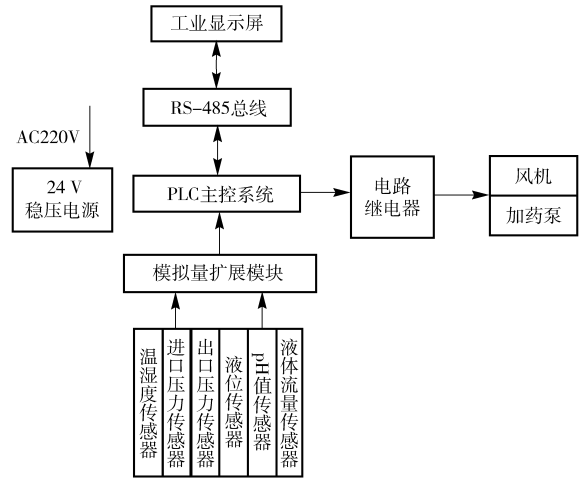 工业显示屏
RS-485总线
AC220V
24 V
稳压电源
PLC主控系统
电路
继电器
风机
加药泵
模拟量扩展模块
温湿度传感器
进口压力传感器
出口压力传感器
液位传感器
pH值传感器
液体流量传感器